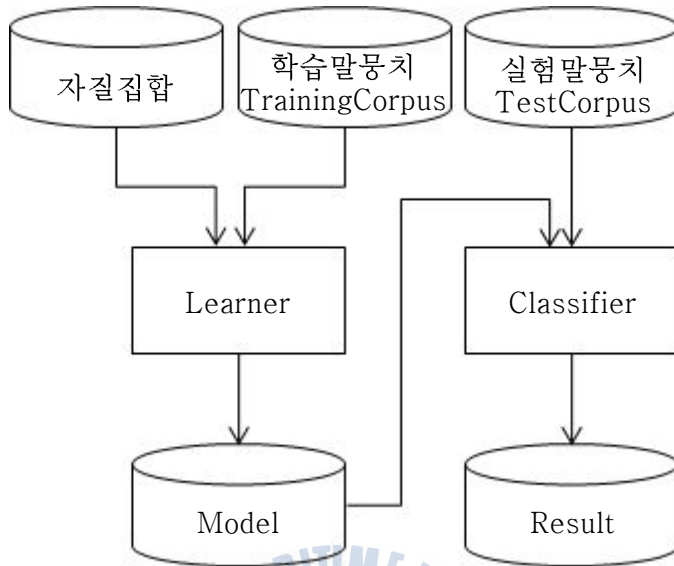 자질집합
학습말뭉치
TrainingCorpus
실험말뭉치
TestCorpus
Learner
Classifier
Model
Result